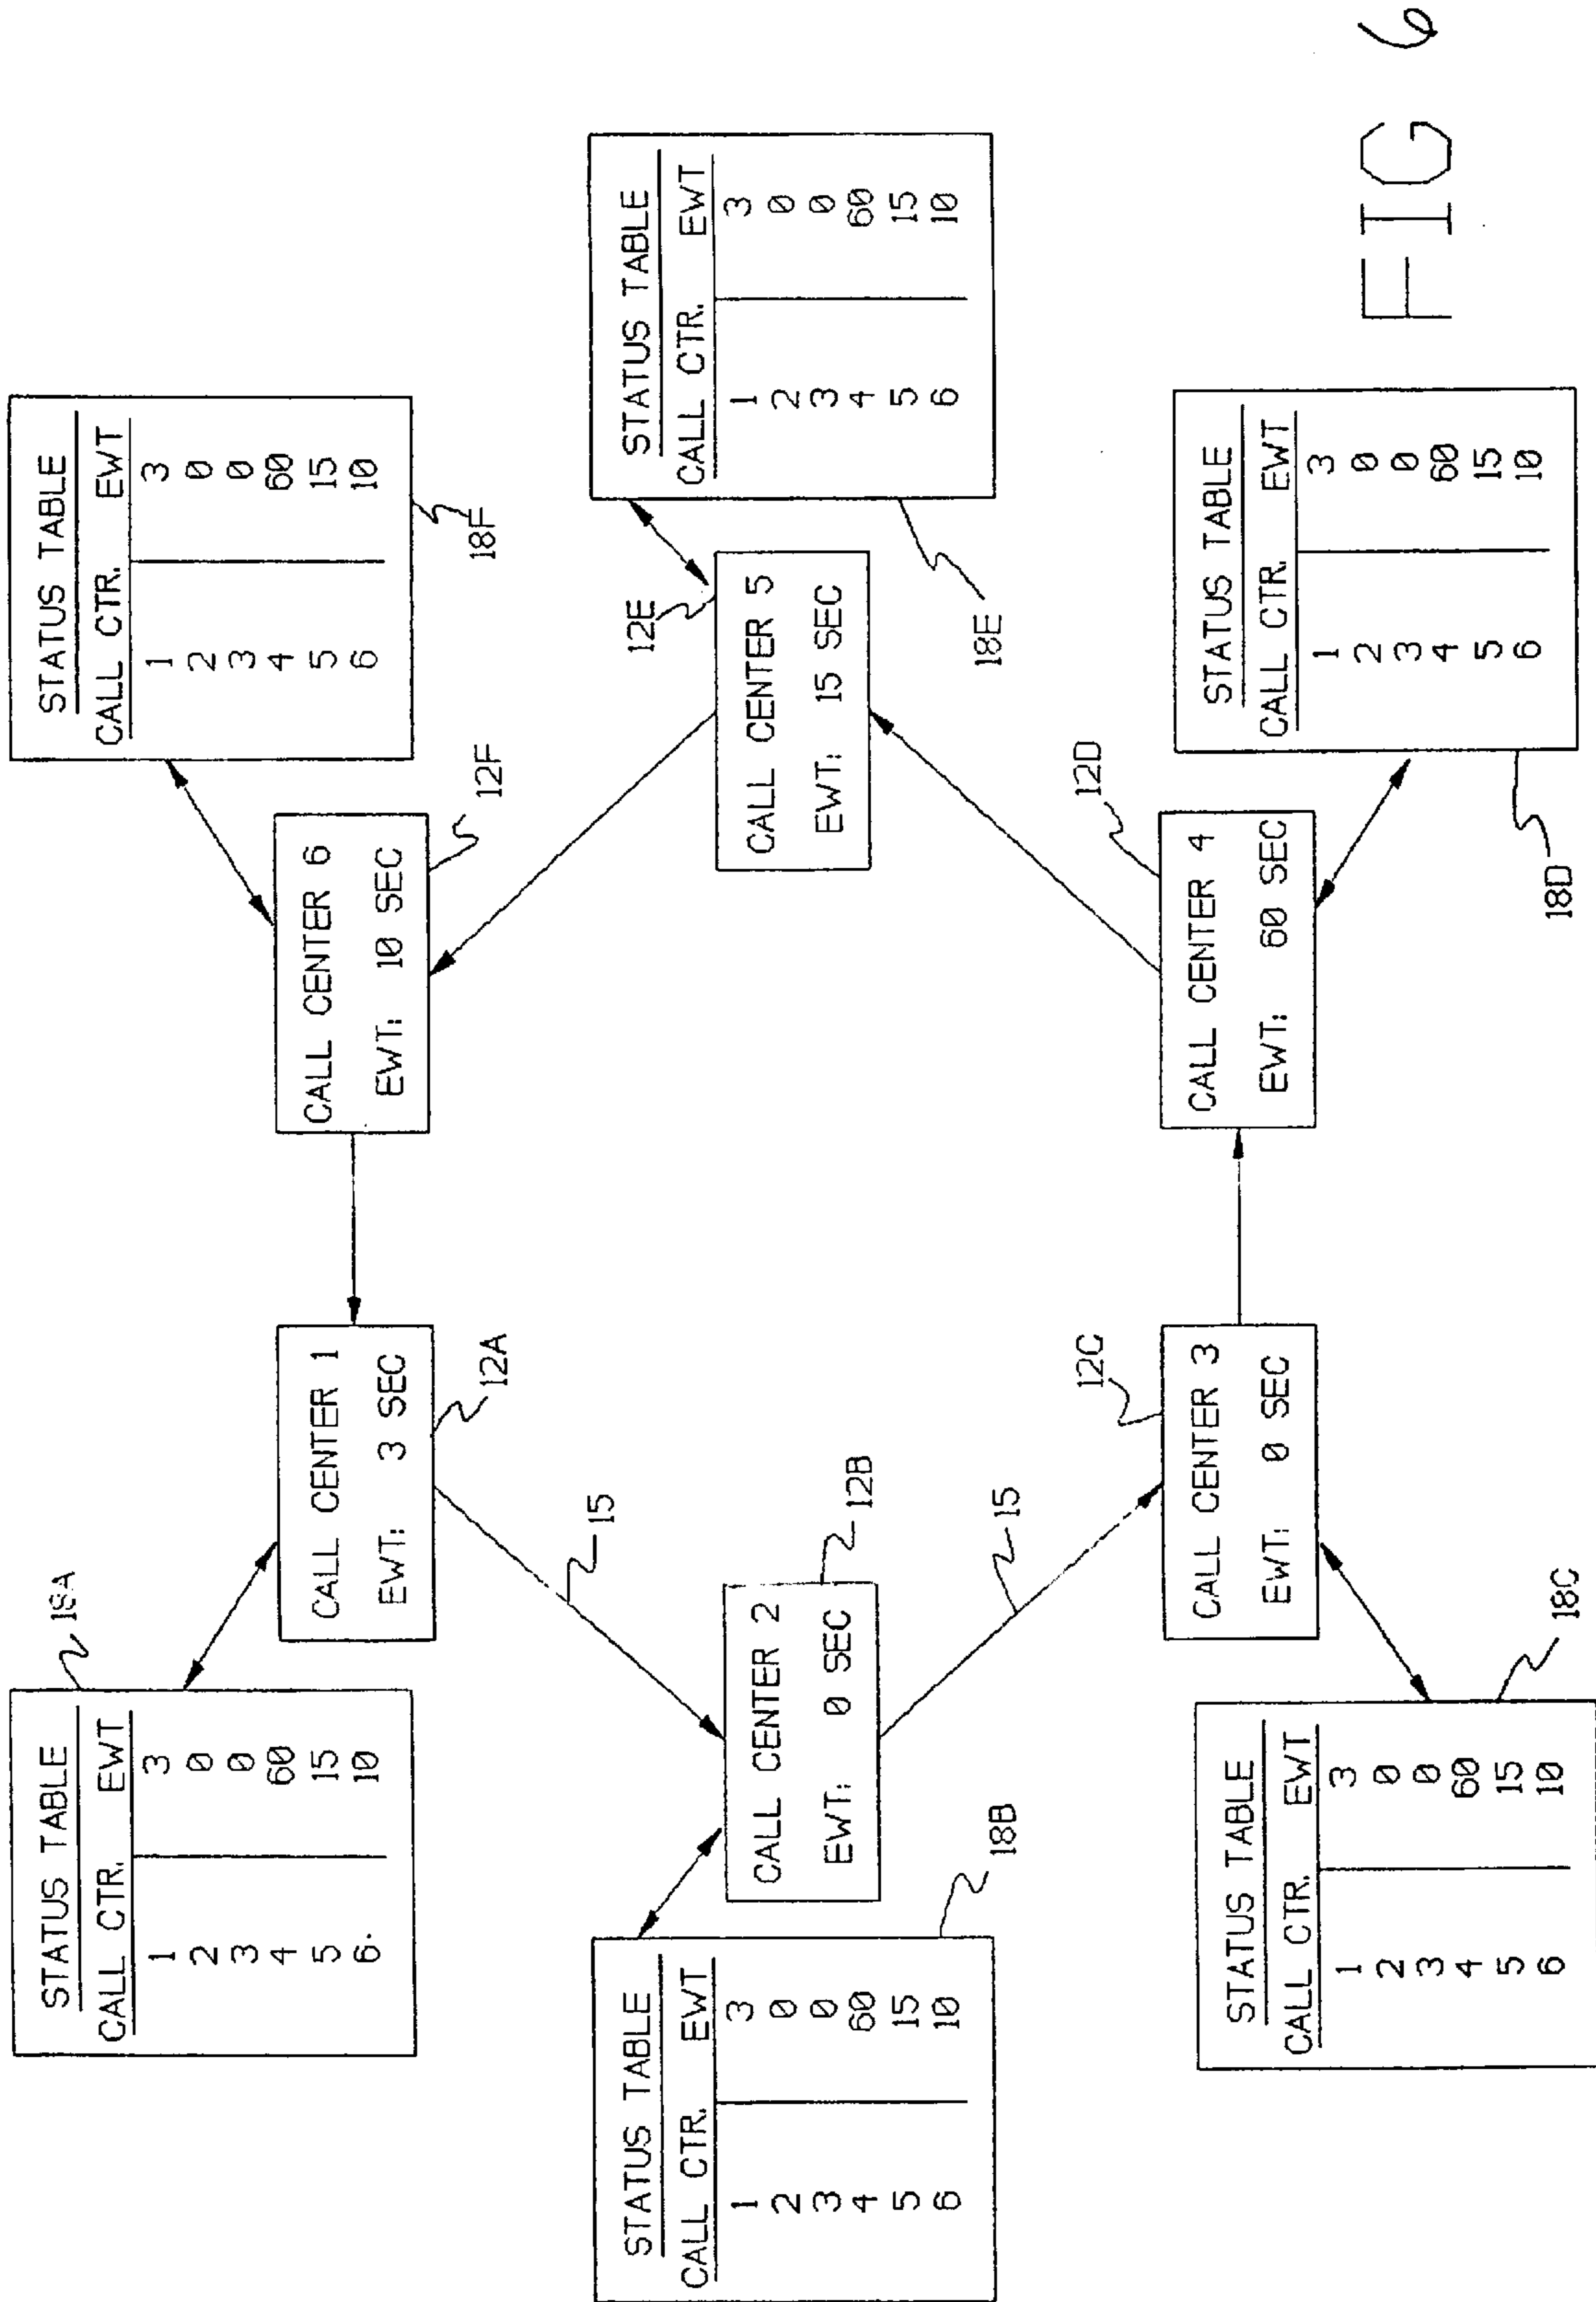 STATUS TABLE
CALL CTR. EWT
1 3
2 0
3 0
4 60
5 15
6 10
18A
CALL CENTER 1
EWT: 3 SEC
12A
CALL CENTER 6
EWT: 10 SEC
12F
STATUS TABLE
CALL CTR. EWT
1 3
2 0
3 0
4 60
5 15
6 10
18F
STATUS TABLE
CALL CTR. EWT
1 3
2 0
3 0
4 60
5 15
6 10
18B
15
CALL CENTER 2
EWT: 0 SEC
12B
15
12E
CALL CENTER 5
EWT: 15 SEC
STATUS TABLE
CALL CTR. EWT
1 3
2 0
3 0
4 60
5 15
6 10
18E
STATUS TABLE
CALL CTR. EWT
1 3
2 0
3 0
4 60
5 15
6 10
18C
12C
CALL CENTER 3
EWT: 0 SEC
12D
CALL CENTER 4
EWT: 60 SEC
STATUS TABLE
CALL CTR. EWT
1 3
2 0
3 0
4 60
5 15
6 10
18D
FIG 6